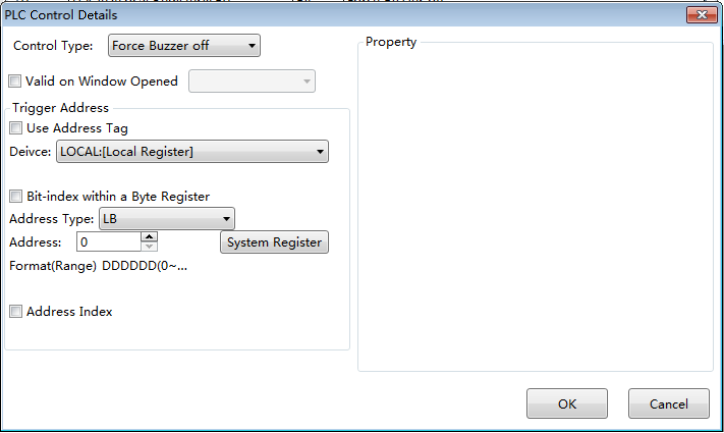 PLC Control Details
Control Type: Force Buzzer off
Property
Valid on Window Opened
Trigger Address
Use Address Tag
Deivce: LOCAL:[Local Register]
Bit-index within a Byte Register
Address Type: LB
Address: 0 System Register
Format(Range) DDDDDD(0~...
Address Index
OK Cancel